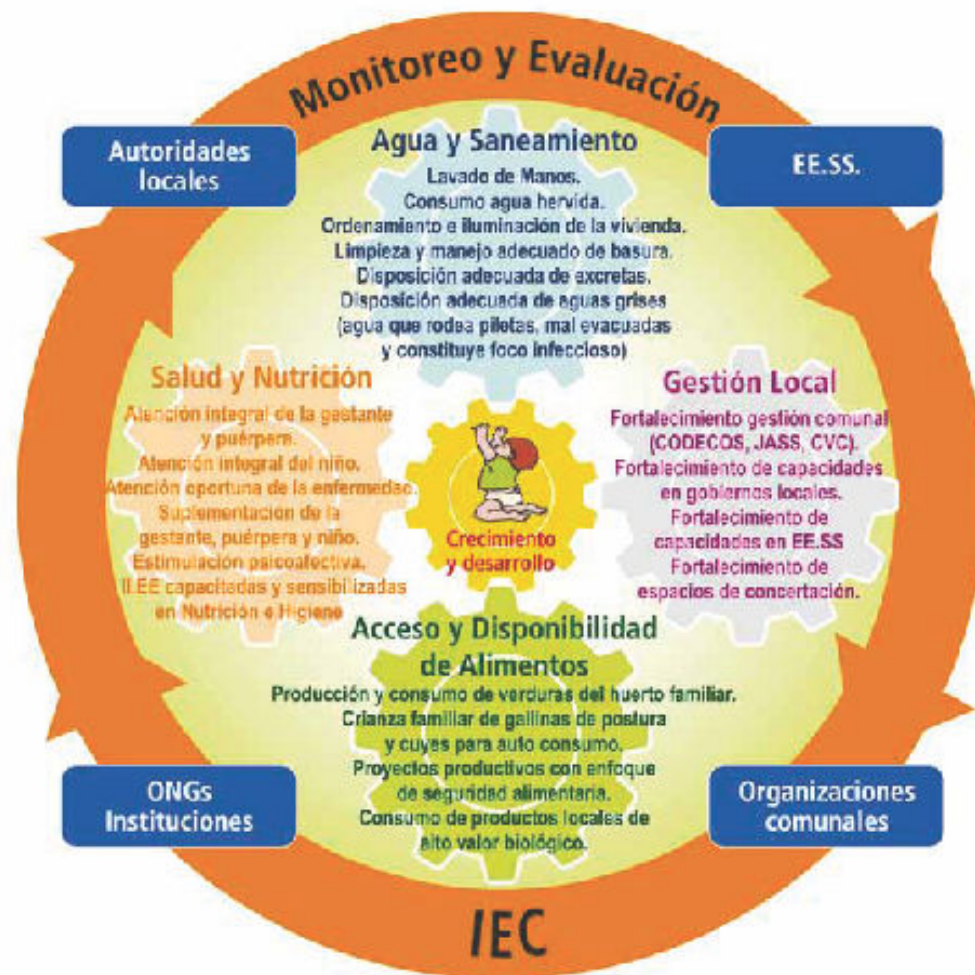 Monitoreo y Evaluación
Autoridades
locales
EE.SS.
Agua y Saneamiento
Lavado de Manos.
Consumo agua hervida.
Ordenamiento e iluminación de la vivienda.
Limpieza y manejo adecuado de basura.
Disposición adecuada de excretas.
Disposición adecuada de aguas grises
(agua que rodea piletas, mal evacuadas
y constituye foco infeccioso)
Salud y Nutrición
Atención integral de la gestante
y puérpera.
Atención integral del niño.
Atención oportuna de la enfermedad.
Suplementación de la
gestante, puérpera y niño.
Estimulación psicoafectiva.
II.EE capacitadas y sensibilizadas
en Nutrición e Higiene
Crecimiento
y desarrollo
Gestión Local
Fortalecimiento gestión comunal
(CODECOS, JASS, CVC).
Fortalecimiento de capacidades
en gobiernos locales.
Fortalecimiento de
capacidades en EE.SS
Fortalecimiento de
espacios de concertación.
Acceso y Disponibilidad
de Alimentos
Producción y consumo de verduras del huerto familiar.
Crianza familiar de gallinas de postura
y cuyes para auto consumo.
Proyectos productivos con enfoque
de seguridad alimentaria.
Consumo de productos locales de
alto valor biológico.
ONGs
Instituciones
Organizaciones
comunales
IEC